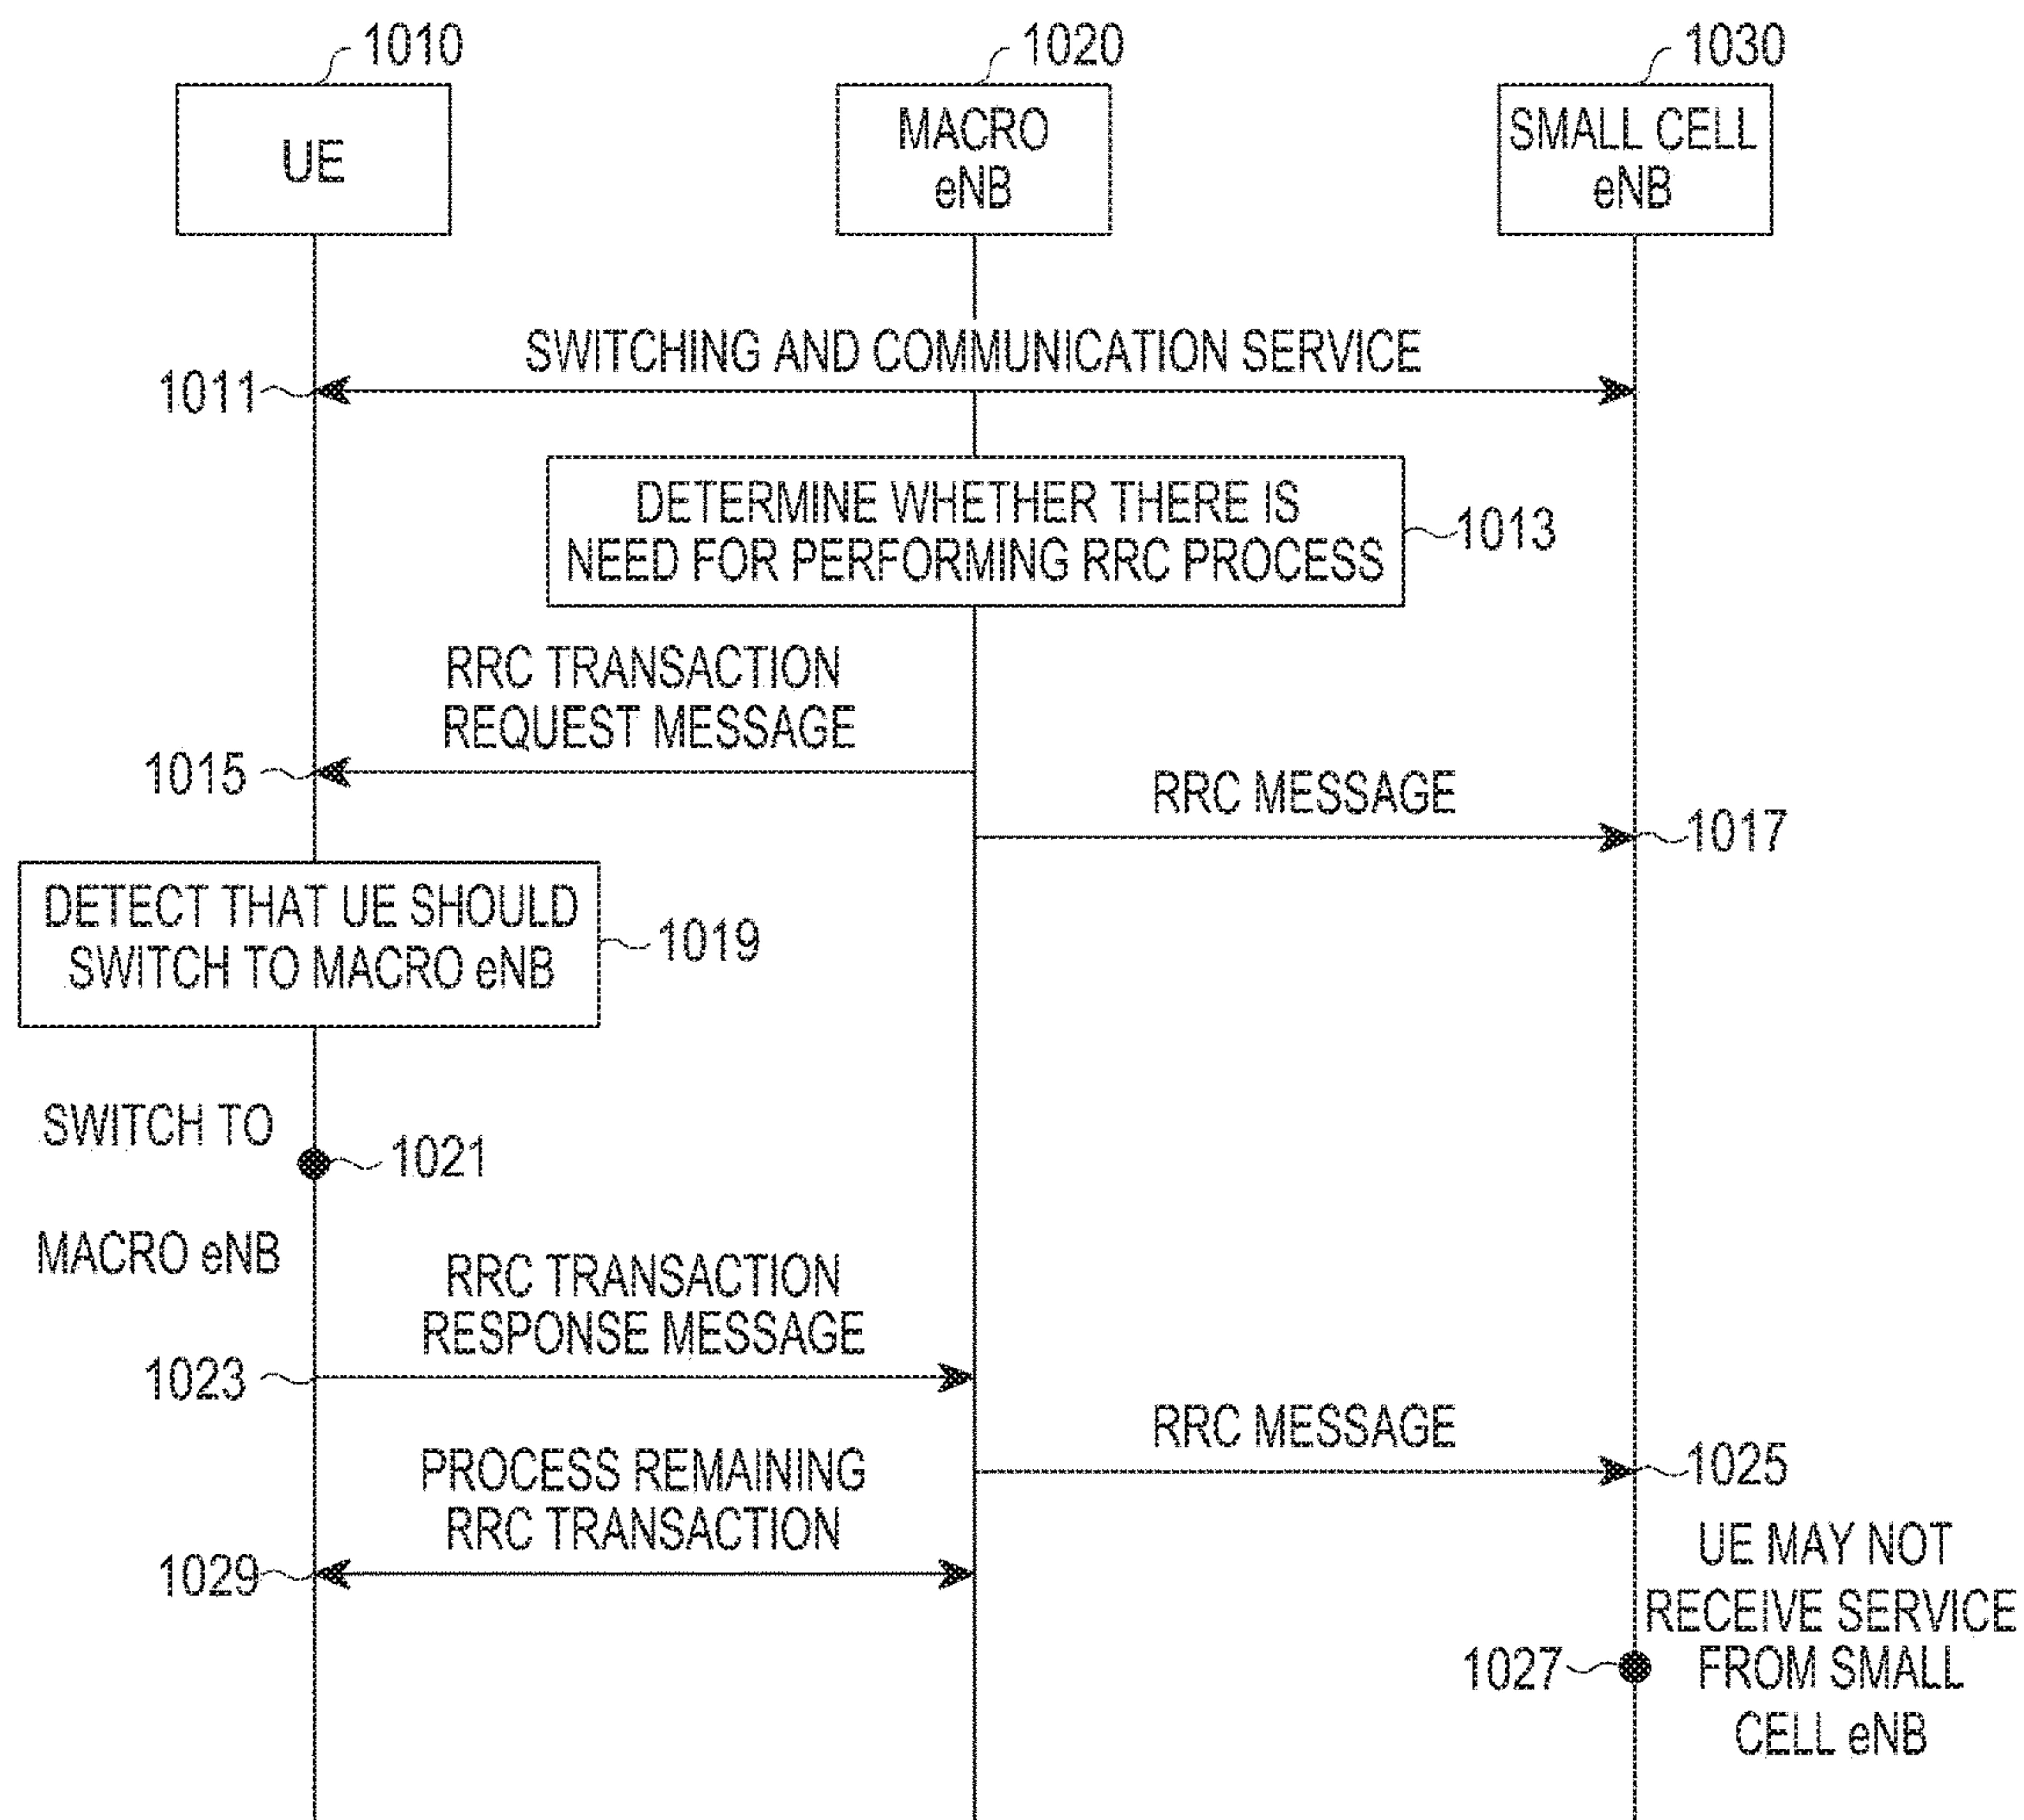 1010
1020
1030
UE
MACRO
eNB
SMALL CELL
eNB
SWITCHING AND COMMUNICATION SERVICE
1011
DETERMINE WHETHER THERE IS
NEED FOR PERFORMING RRC PROCESS
1013
RRC TRANSACTION
REQUEST MESSAGE
1015
RRC MESSAGE
1017
DETECT THAT UE SHOULD
SWITCH TO MACRO eNB
1019
SWITCH TO
1021
MACRO eNB
RRC TRANSACTION
RESPONSE MESSAGE
1023
RRC MESSAGE
1025
PROCESS REMAINING
RRC TRANSACTION
1029
UE MAY NOT
RECEIVE SERVICE
FROM SMALL
CELL eNB
1027